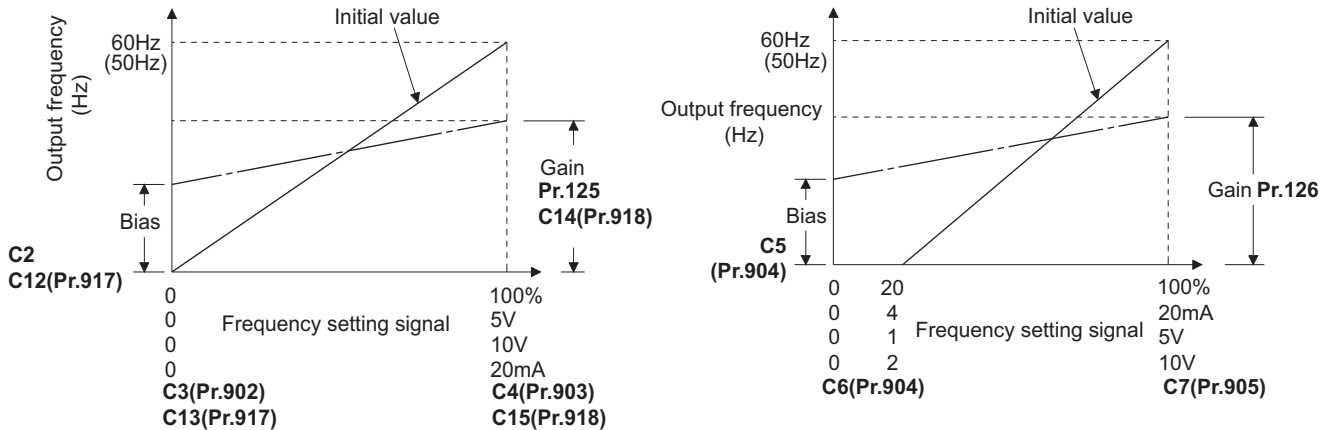 Initial value
Output frequency
(Hz)
60Hz
(50Hz)
Gain
Pr.125
C14(Pr.918)
Bias
C2
C12(Pr.917)
0 100%
0 5V
Frequency setting signal
0 10V
0 20mA
C3(Pr.902) C4(Pr.903)
C13(Pr.917) C15(Pr.918)
Initial value
60Hz
(50Hz)
Output frequency
(Hz)
Gain Pr.126
Bias
C5
(Pr.904)
0 20 100%
0 4 20mA
0 1 Frequency setting signal 5V
0 2 10V
C6(Pr.904) C7(Pr.905)